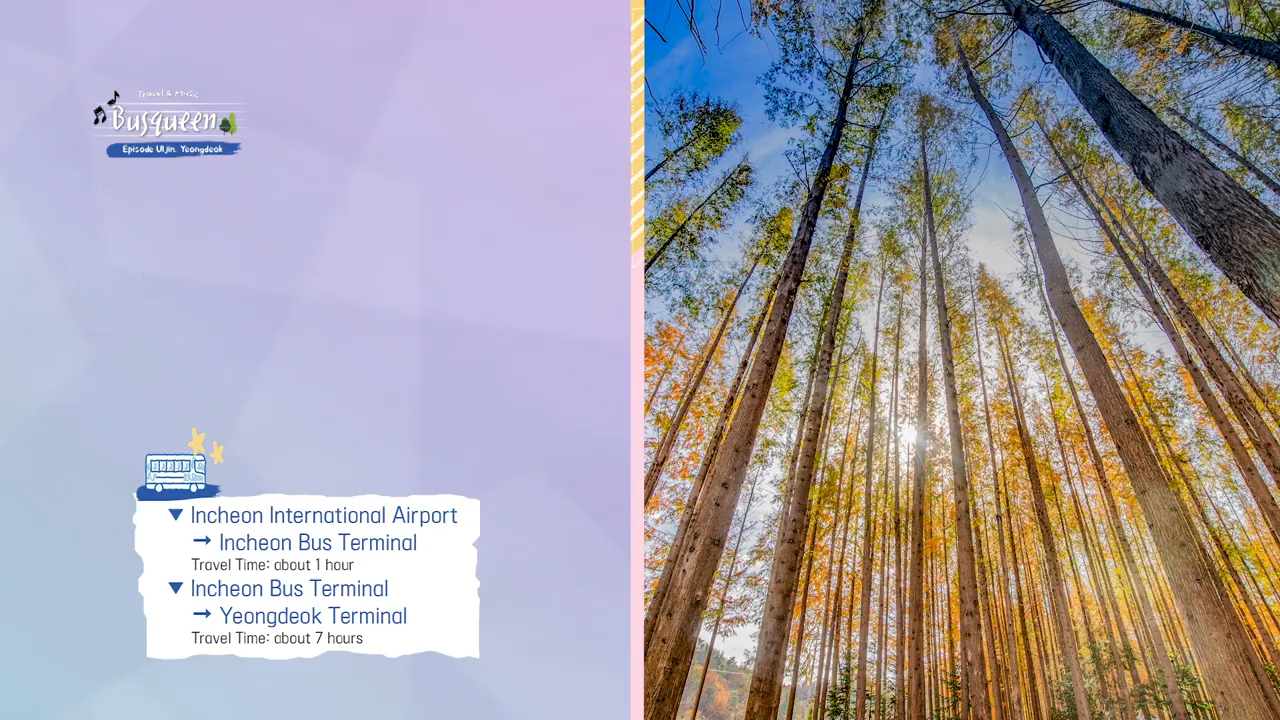 Travel & Music
Busqueen
Episode Uljin. Yeongdeok
▼ Incheon International Airport
→ Incheon Bus Terminal
Travel Time: about 1 hour
▼ Incheon Bus Terminal
→ Yeongdeok Terminal
Travel Time: about 7 hours